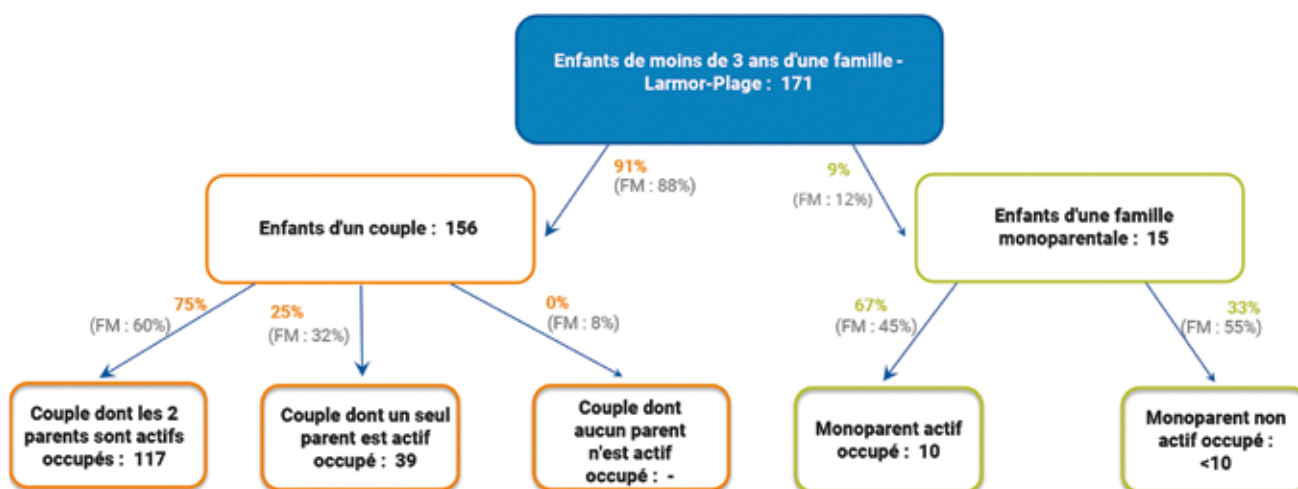 Enfants de moins de 3 ans d'une famille -
Larmor-Plage : 171
91%
(FM : 88%)
9%
(FM : 12%)
Enfants d'un couple : 156
Enfants d'une famille
monoparentale : 15
75%
(FM : 60%)
25%
(FM : 32%)
0%
(FM : 8%)
67%
(FM : 45%)
33%
(FM : 55%)
Couple dont les 2
parents sont actifs
occupés : 117
Couple dont un seul
parent est actif
occupé : 39
Couple dont
aucun parent
n'est actif
occupé : -
Monoparent actif
occupé : 10
Monoparent non
actif occupé :
<10